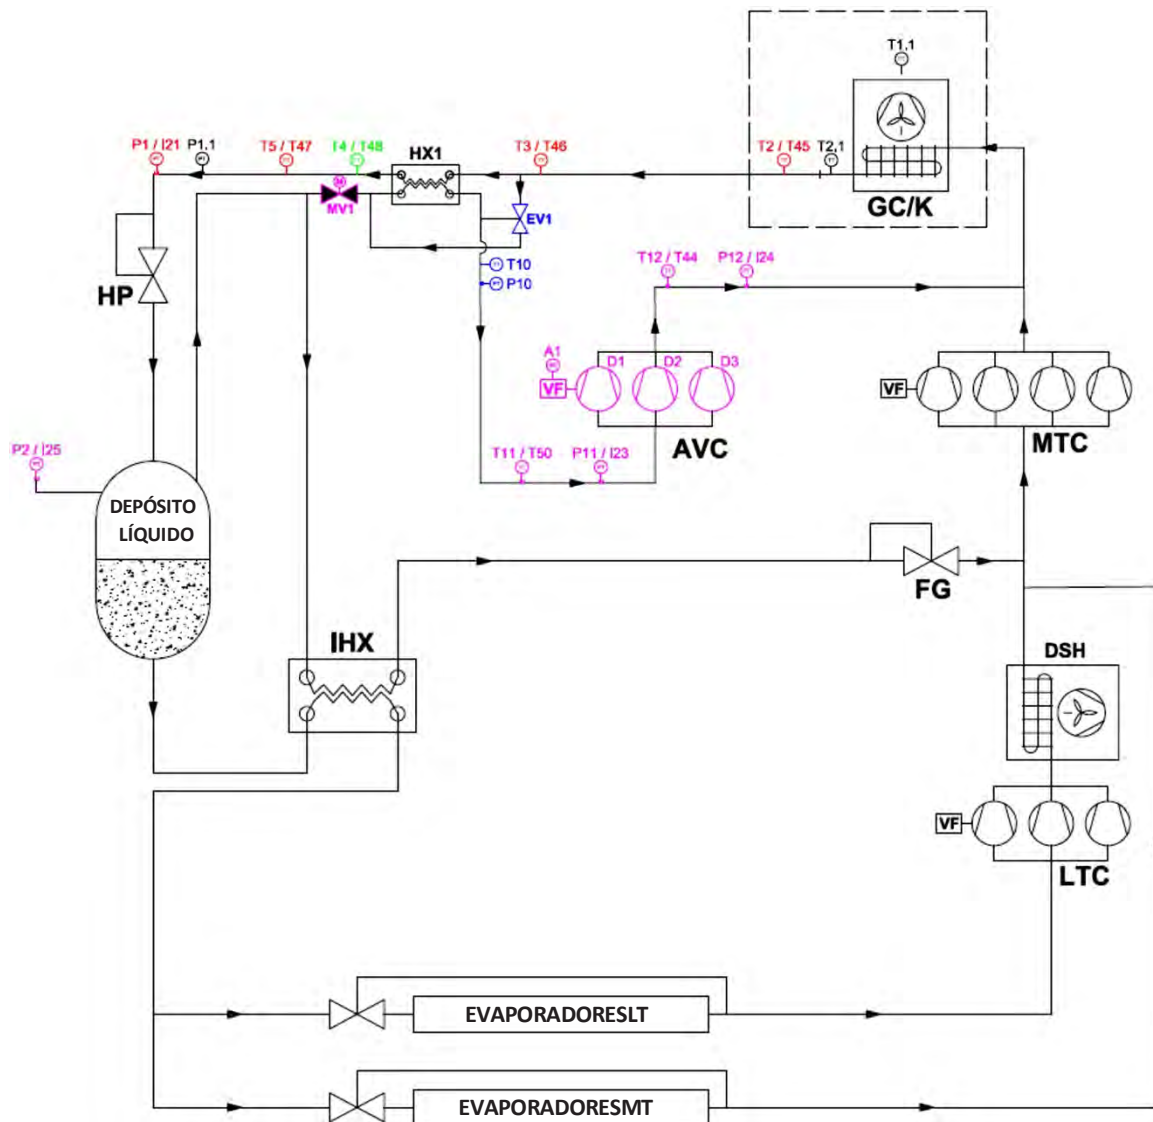 T1,1
GC/K
P1 / I21
P1,1
T5 / T47
T4 / T48
HX1
T3 / T46
T2 / T45
T2,1
MV1
EV1
T10
P10
HP
T12 / T44
P12 / I24
A1
VF
D1
D2
D3
AVC
VF
MTC
P2 / I25
T11 / T50
P11 / I23
DEPÓSITO
LÍQUIDO
FG
IHX
DSH
VF
LTC
EVAPORADORESLT
EVAPORADORESMT